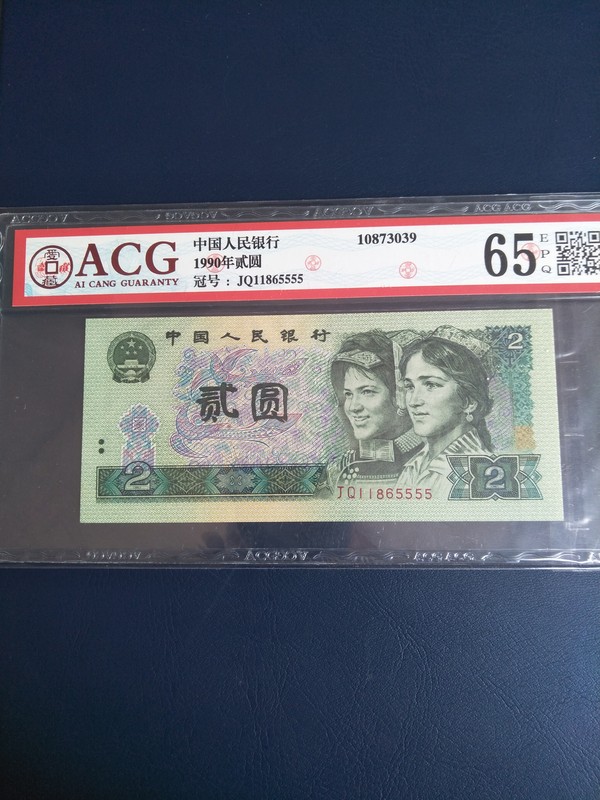 ACG
AI CANG GUARANTY
中国人民银行
1990年贰圆
冠号：JQ11865555
10873039
65
E
P
Q
中国人民银行
贰圆
2
2
2
JQ11865555